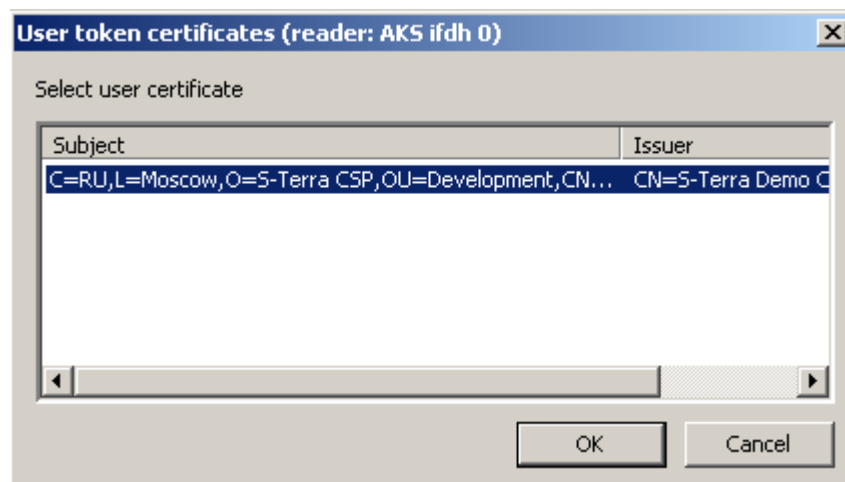 User token certificates (reader: AKS ifdh 0)
Select user certificate
Subject Issuer
C=RU,L=Moscow,O=S-Terra CSP,OU=Development,CN... CN=S-Terra Demo C
OK Cancel